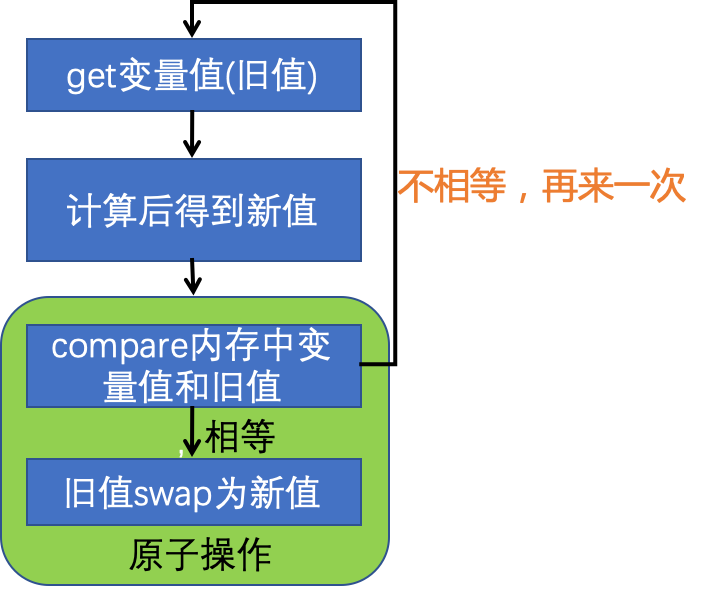 get变量值(旧值)
计算后得到新值
不相等，再来一次
compare内存中变
量值和旧值
，相等
旧值swap为新值
原子操作